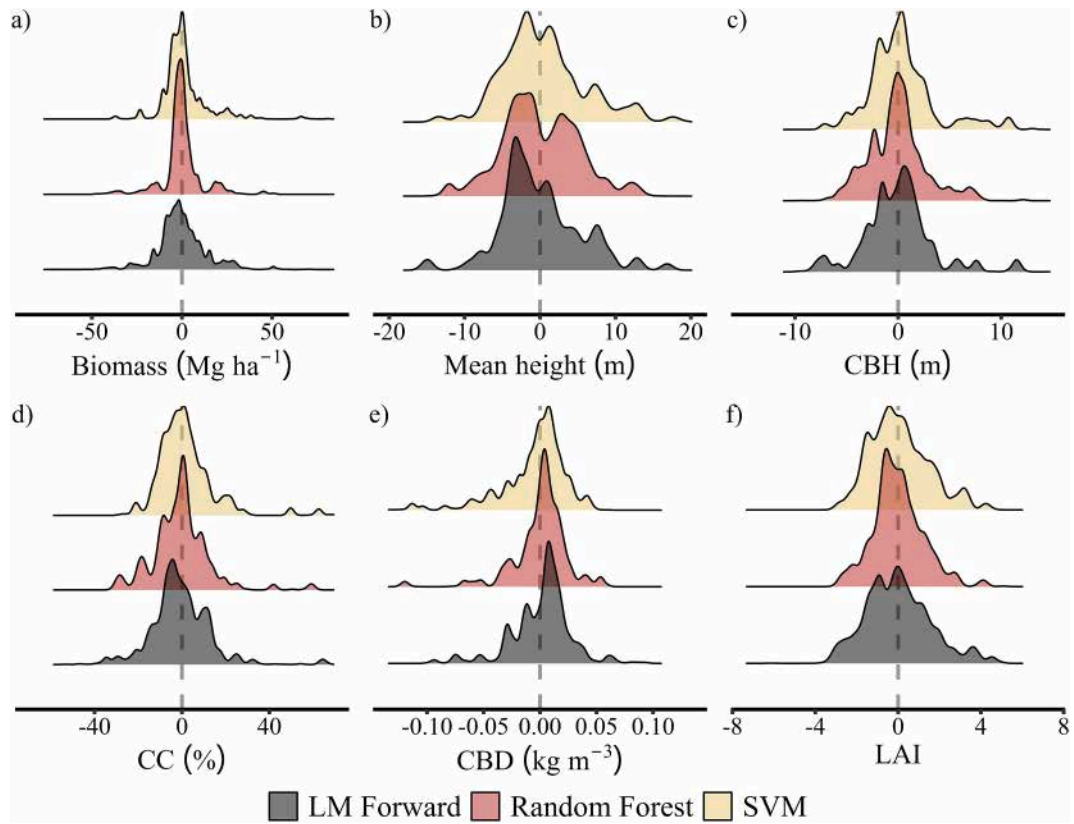 a) b) c)
-50 0 50 -20 -10 0 10 20 -10 0 10
Biomass (Mg ha⁻¹) Mean height (m) CBH (m)
d) e) f)
-40 0 40 -0.10 -0.05 0.00 0.05 0.10 -8 -4 0 4 8
CC (%) CBD (kg m⁻³) LAI
LM Forward Random Forest SVM